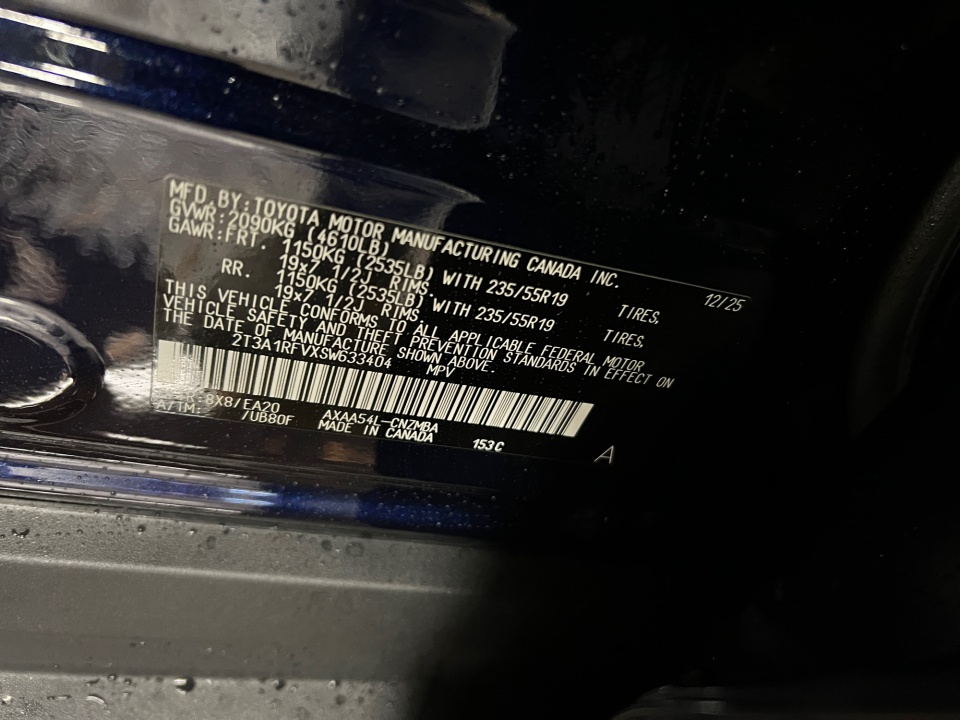 MFD. BY: TOYOTA MOTOR MANUFACTURING CANADA INC. 12/25
GVWR: 2090KG (4610LB)
GAWR: FRT. 1150KG (2535LB) WITH 235/55R19 TIRES,
19x7 1/2J RIMS.
RR. 1150KG (2535LB) WITH 235/55R19 TIRES,
19x7 1/2J RIMS
THIS VEHICLE CONFORMS TO ALL APPLICABLE FEDERAL MOTOR
VEHICLE SAFETY AND THEFT PREVENTION STANDARDS IN EFFECT ON
THE DATE OF MANUFACTURE SHOWN ABOVE.
2T3A1RFVXSW633404 MPV
8X8/EA20 AXAA54L-CNZMBA
A/TM: /UB80F MADE IN CANADA 153C
A